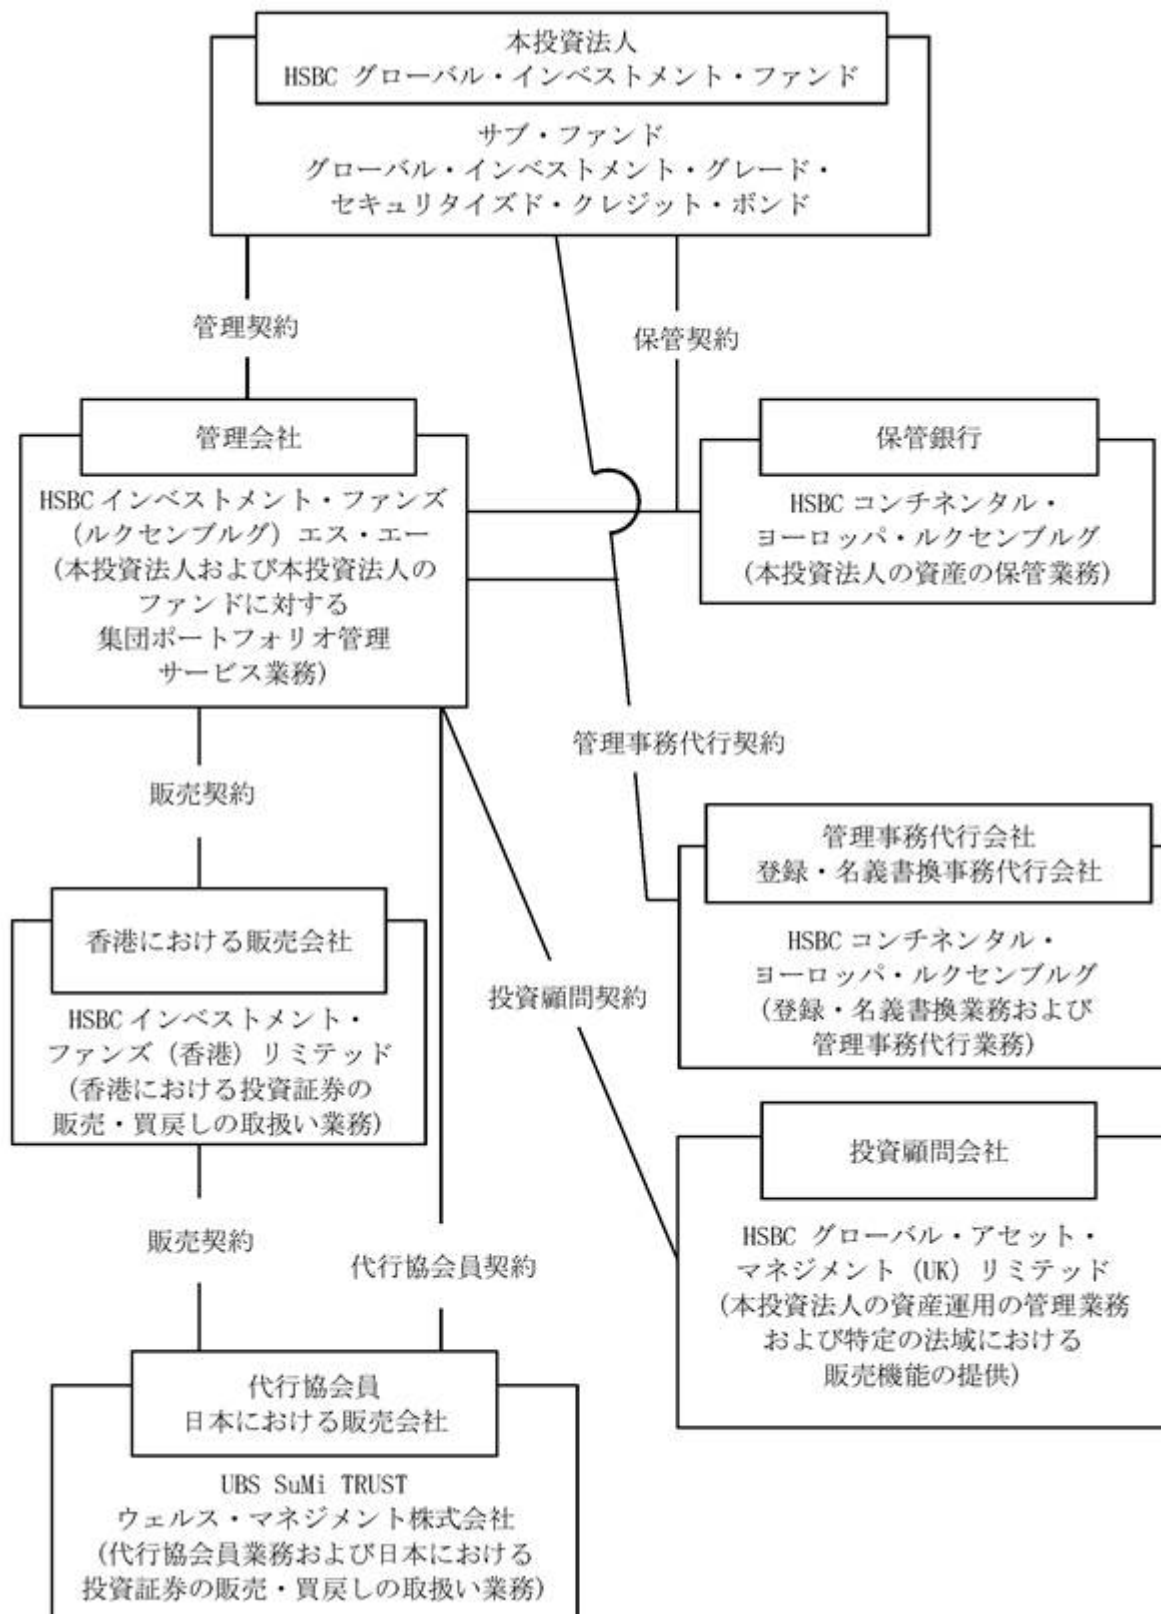 本投資法人
HSBC グローバル・インベストメント・ファンド
サブ・ファンド
グローバル・インベストメント・グレード・
セキュリタイズド・クレジット・ボンド
管理契約
保管契約
管理会社
HSBC インベストメント・ファンズ
(ルクセンブルグ) エス・エー
(本投資法人および本投資法人の
ファンドに対する
集団ポートフォリオ管理
サービス業務)
保管銀行
HSBC コンチネンタル・
ヨーロッパ・ルクセンブルグ
(本投資法人の資産の保管業務)
管理事務代行契約
販売契約
管理事務代行会社
登録・名義書換事務代行会社
HSBC コンチネンタル・
ヨーロッパ・ルクセンブルグ
(登録・名義書換業務および
管理事務代行業務)
香港における販売会社
HSBC インベストメント・
ファンズ (香港) リミテッド
(香港における投資証券の
販売・買戻しの取扱い業務)
投資顧問契約
投資顧問会社
HSBC グローバル・アセット・
マネジメント (UK) リミテッド
(本投資法人の資産運用の管理業務
および特定の法域における
販売機能の提供)
販売契約
代行協会員契約
代行協会員
日本における販売会社
UBS SuMi TRUST
ウェルス・マネジメント株式会社
(代行協会員業務および日本における
投資証券の販売・買戻しの取扱い業務)